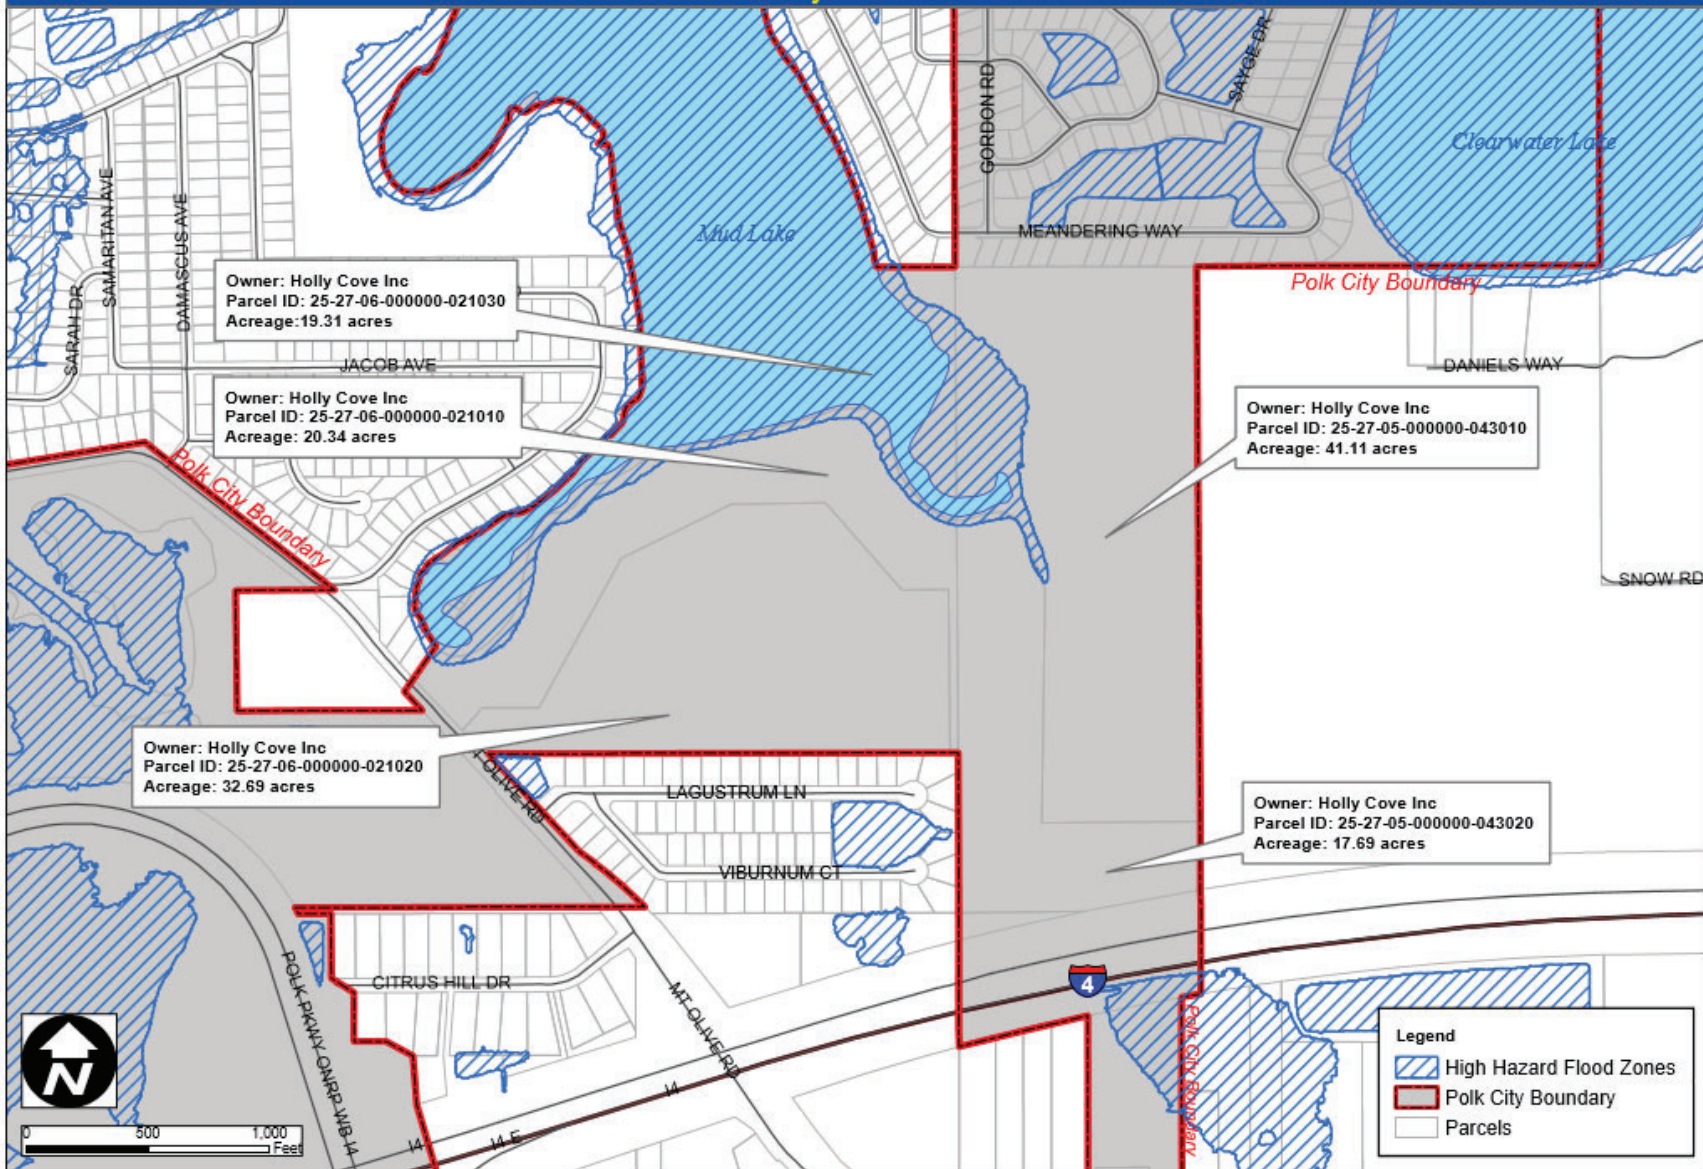 SAYGE DR
GORDON RD
Clearwater Lake
SAMARITAN AVE
DAMASCUS AVE
SARAH DR
Mud Lake
MEANDERING WAY
Polk City Boundary
Owner: Holly Cove Inc
Parcel ID: 25-27-06-000000-021030
Acreage:19.31 acres
JACOB AVE
DANIELS WAY
Owner: Holly Cove Inc
Parcel ID: 25-27-06-000000-021010
Acreage: 20.34 acres
Owner: Holly Cove Inc
Parcel ID: 25-27-05-000000-043010
Acreage: 41.11 acres
Polk City Boundary
SNOW RD
Owner: Holly Cove Inc
Parcel ID: 25-27-06-000000-021020
Acreage: 32.69 acres
OLIVE RD
LAGUSTRUM LN
Owner: Holly Cove Inc
Parcel ID: 25-27-05-000000-043020
Acreage: 17.69 acres
VIBURNUM CT
CITRUS HILL DR
POLK PKWY ONRP WB I4
MT OLIVE RD
4
Polk City Boundary
N
I4
I4
I4 E
0 500 1,000
Feet
Legend
High Hazard Flood Zones
Polk City Boundary
Parcels